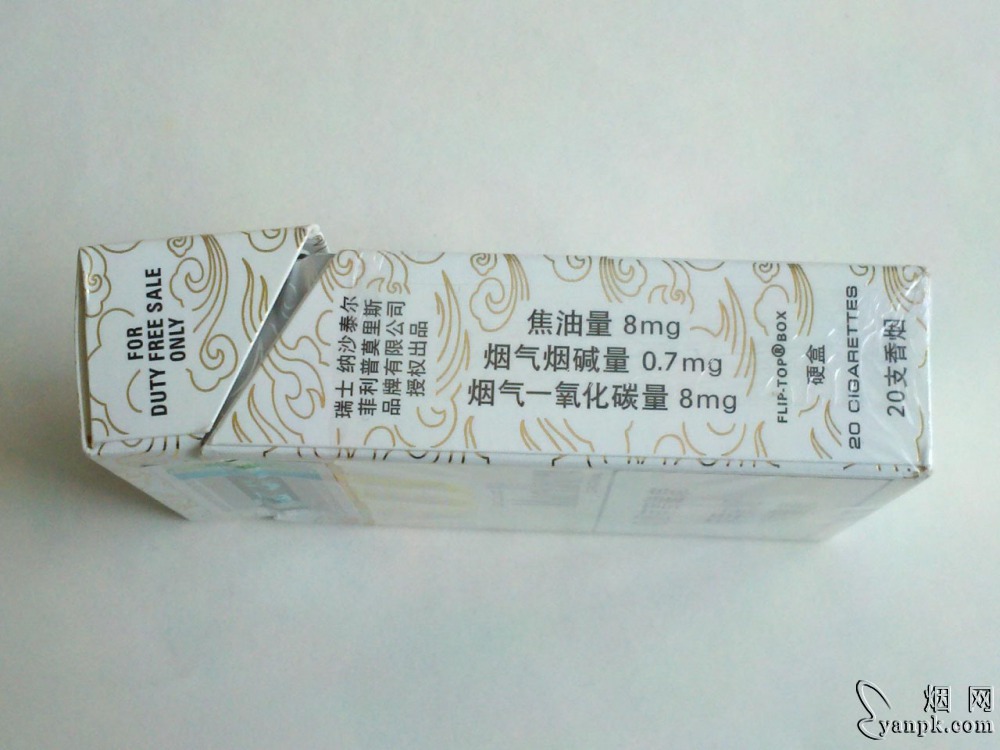 FOR
DUTY FREE SALE
ONLY
瑞士 纳沙泰尔
菲利普莫里斯
品牌有限公司
授权出品
焦油量 8mg
烟气烟碱量 0.7mg
烟气一氧化碳量 8mg
FLIP-TOP®BOX
硬盒
20 CIGARETTES
20支香烟
烟 网
yanpk.com